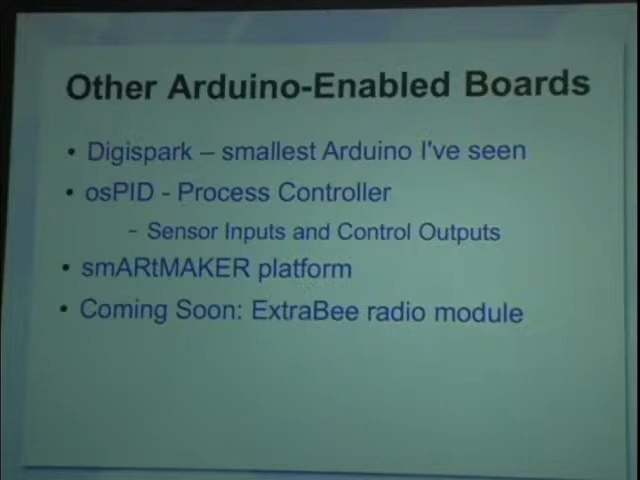 Other Arduino-Enabled Boards
• Digispark – smallest Arduino I've seen
• osPID - Process Controller
- Sensor Inputs and Control Outputs
• smARtMAKER platform
• Coming Soon: ExtraBee radio module